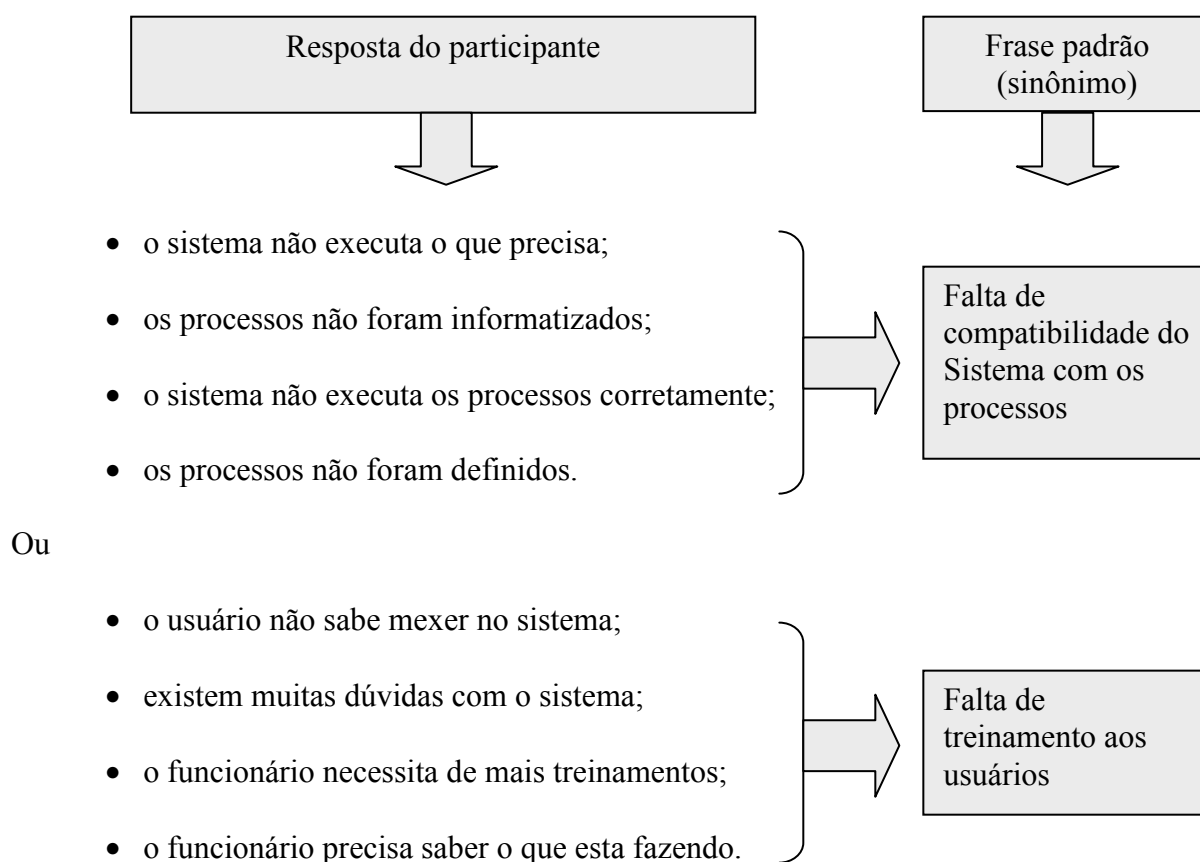 Resposta do participante
Frase padrão
(sinônimo)
• o sistema não executa o que precisa;
• os processos não foram informatizados;
• o sistema não executa os processos corretamente;
• os processos não foram definidos.
Falta de
compatibilidade do
Sistema com os
processos
Ou
• o usuário não sabe mexer no sistema;
• existem muitas dúvidas com o sistema;
• o funcionário necessita de mais treinamentos;
• o funcionário precisa saber o que esta fazendo.
Falta de
treinamento aos
usuários